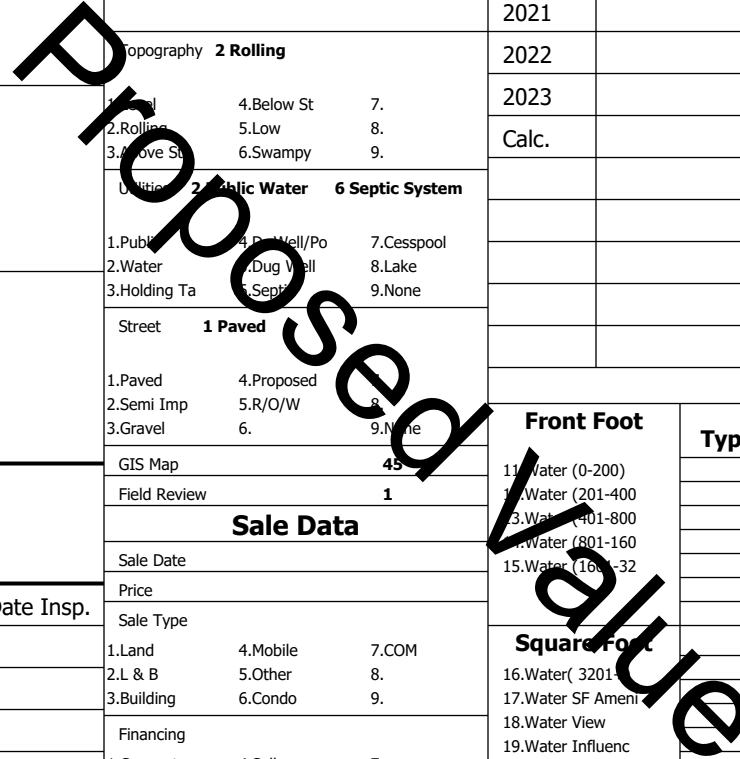 Topography 2 Rolling
1.Level 4.Below St 7.
2.Rolling 5.Low 8.
3.Above St 6.Swampy 9.
Utilities 2 Public Water 6 Septic System
1.Publ 4.Dr Well/Po 7.Cesspool
2.Water 5.Dug Well 8.Lake
3.Holding Ta 6.Septic 9.None
Street 1 Paved
1.Paved 4.Proposed 7.
2.Semi Imp 5.R/O/W 8.
3.Gravel 6. 9.None
GIS Map 45
Field Review 1
Sale Data
Sale Date
Price
Sale Type
1.Land 4.Mobile 7.COM
2.L & B 5.Other 8.
3.Building 6.Condo 9.
Financing
Date Insp.
2021
2022
2023
Calc.
Front Foot
Typ
11.Water (0-200)
12.Water (201-400
13.Water (401-800
14.Water (801-160
15.Water (1601-32
Square Foot
16.Water( 3201-
17.Water SF Ameni
18.Water View
19.Water Influenc
Proposed Value